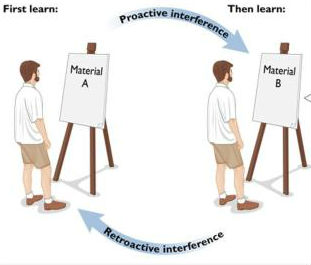 First learn:
Proactive interference
Then learn:
Material
A
Material
B
Retroactive interference